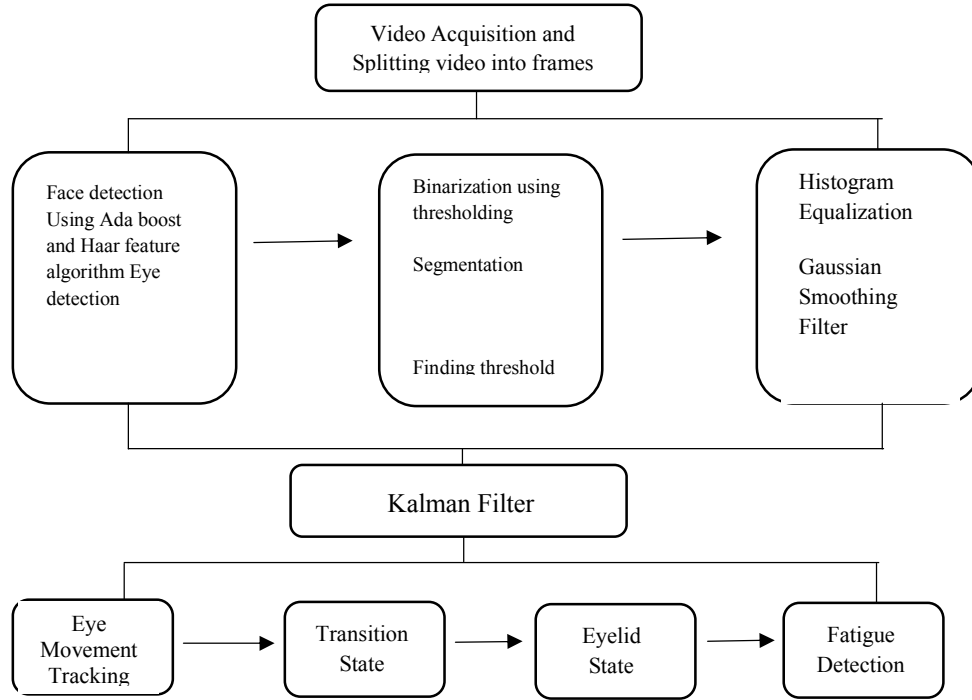 Video Acquisition and
Splitting video into frames
Face detection
Using Ada boost
and Haar feature
algorithm Eye
detection
Binarization using
thresholding
Segmentation
Finding threshold
Histogram
Equalization
Gaussian
Smoothing
Filter
Kalman Filter
Eye
Movement
Tracking
Transition
State
Eyelid
State
Fatigue
Detection